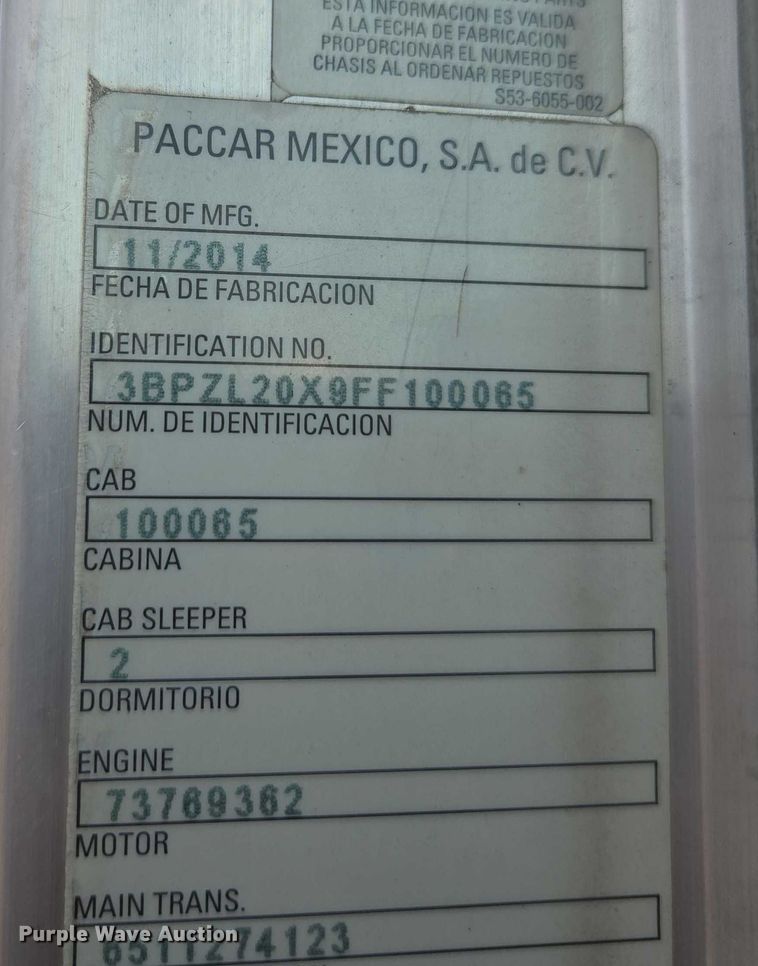 ESTA INFORMACION ES VALIDA
A LA FECHA DE FABRICACION
PROPORCIONAR EL NUMERO DE
CHASIS AL ORDENAR REPUESTOS
S53-6055-002
PACCAR MEXICO, S.A. de C.V.
DATE OF MFG.
11/2014
FECHA DE FABRICACION
IDENTIFICATION NO.
3BPZL20X9FF100065
NUM. DE IDENTIFICACION
CAB
100065
CABINA
CAB SLEEPER
2
DORMITORIO
ENGINE
73769362
MOTOR
MAIN TRANS.
6511274123
Purple Wave Auction